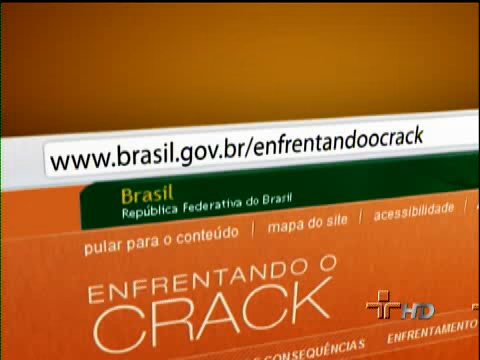 www.brasil.gov.br/enfrentandoocrack
Brasil
República Federativa do Brasil
pular para o conteúdo | mapa do site | acessibilidade
ENFRENTANDO O
CRACK
CONSEQUÊNCIAS ENFRENTAMENTO
HD